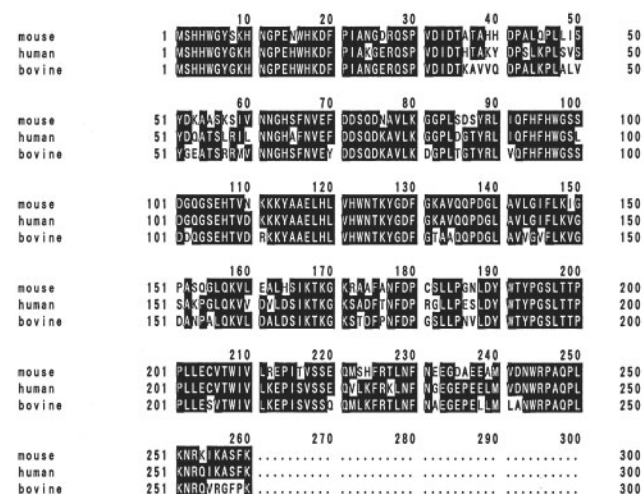 10 20 30 40 50
mouse 1 MSHHWGYSKH NGPENWHKDF PIANGDRQSP VDIDTATAHH DPALQPLLIS 50
human 1 MSHHWGYGKH NGPEHWHKDF PIAKGERQSP VDIDTHTAKY DPSLKPLSVS 50
bovine 1 MSHHWGYGKH NGPEHWHKDF PIANGERQSP VDIDTKAVVQ DPALKPLALV 50
60 70 80 90 100
mouse 51 YDKAASKSIV NNGHSFNVEF DDSQDNAVLK GGPLSDSYRL IQFHFHWGSS 100
human 51 YDQATSLRIL NNGHAFNVEF DDSQDKAVLK GGPLDGTYRL IQFHFHWGSL 100
bovine 51 YGEATSRRMV NNGHSFNVEY DDSQDKAVLK DGPLTGTYRL VQFHFHWGSS 100
110 120 130 140 150
mouse 101 DGQGSEHTVN KKKYAAELHL VHWNTKYGDF GKAVQQPDGL AVLGIFLKIG 150
human 101 DGQGSEHTVD KKKYAAELHL VHWNTKYGDF GKAVQQPDGL AVLGIFLKVG 150
bovine 101 DDQGSEHTVD RKKYAAELHL VHWNTKYGDF GTAAQQPDGL AVVGVFLKVG 150
160 170 180 190 200
mouse 151 PASQGLQKVL EALHSIKTKG KRAAFANFDP CSLLPGNLDY WTYPGSLTTP 200
human 151 SAKPGLQKVV DVLDSIKTKG KSADFTNFDP RGLLPESLDY WTYPGSLTTP 200
bovine 151 DANPALQKVL DALDSIKTKG KSTDFPNFDP GSLLPNVLDY WTYPGSLTTP 200
210 220 230 240 250
mouse 201 PLLECVTWIV LREPITVSSE QMSHFRTLNF NEEGDAEEAM VDNWRPAQPL 250
human 201 PLLECVTWIV LKEPISVSSE QVLKFRKLNF NGEGEPEELM VDNWRPAQPL 250
bovine 201 PLLESVTWIV LKEPISVSSQ QMLKFRTLNF NAEGEPELLM LANWRPAQPL 250
260 270 280 290 300
mouse 251 KNRKIKASFK .......... .......... .......... .......... 300
human 251 KNRQIKASFK .......... .......... .......... .......... 300
bovine 251 KNRQVRGFPK .......... .......... .......... .......... 300